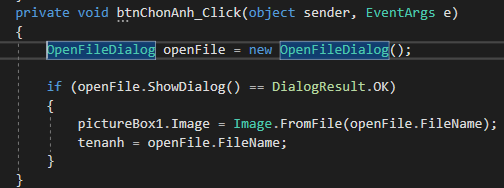 private void btnChonAnh_Click(object sender, EventArgs e)
{
OpenFileDialog openFile = new OpenFileDialog();
if (openFile.ShowDialog() == DialogResult.OK)
{
pictureBox1.Image = Image.FromFile(openFile.FileName);
tenanh = openFile.FileName;
}
}